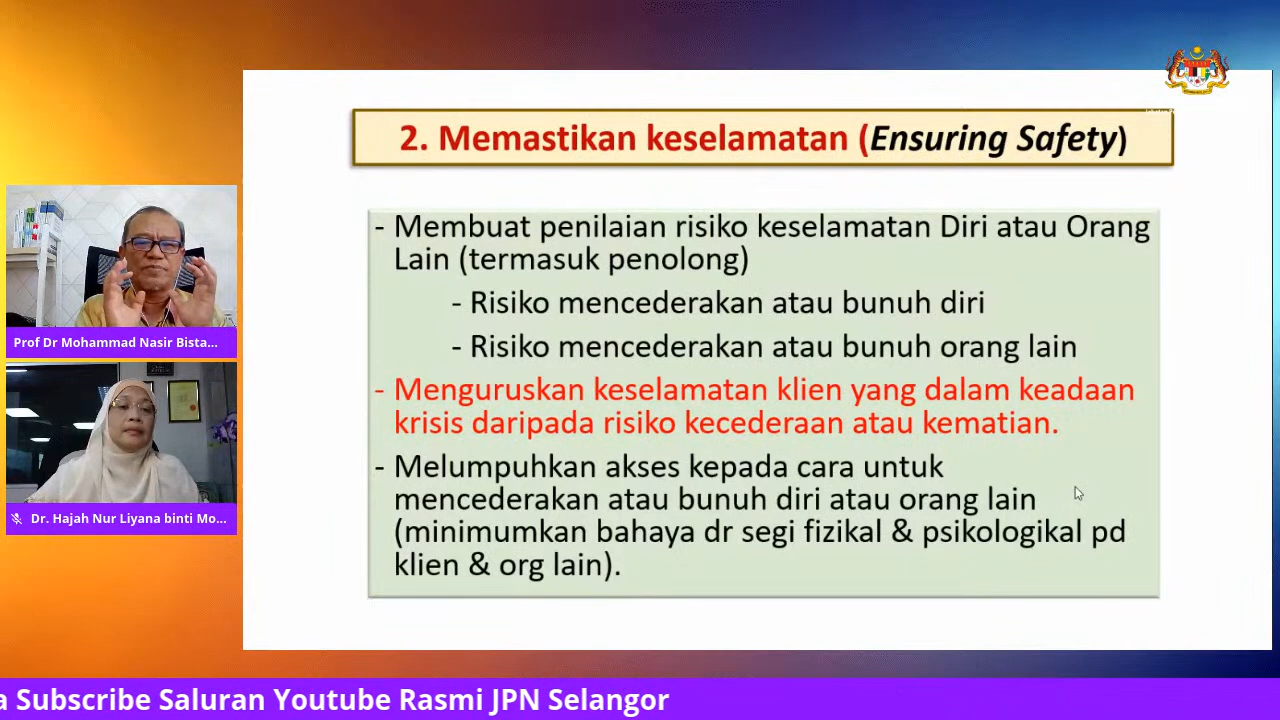 2. Memastikan keselamatan (Ensuring Safety)
- Membuat penilaian risiko keselamatan Diri atau Orang
Lain (termasuk penolong)
- Risiko mencederakan atau bunuh diri
- Risiko mencederakan atau bunuh orang lain
- Menguruskan keselamatan klien yang dalam keadaan
krisis daripada risiko kecederaan atau kematian.
- Melumpuhkan akses kepada cara untuk
mencederakan atau bunuh diri atau orang lain
(minimumkan bahaya dr segi fizikal & psikologikal pd
klien & org lain).
Prof Dr Mohammad Nasir Bista...
Dr. Hajah Nur Liyana binti Mo...
a Subscribe Saluran Youtube Rasmi JPN Selangor